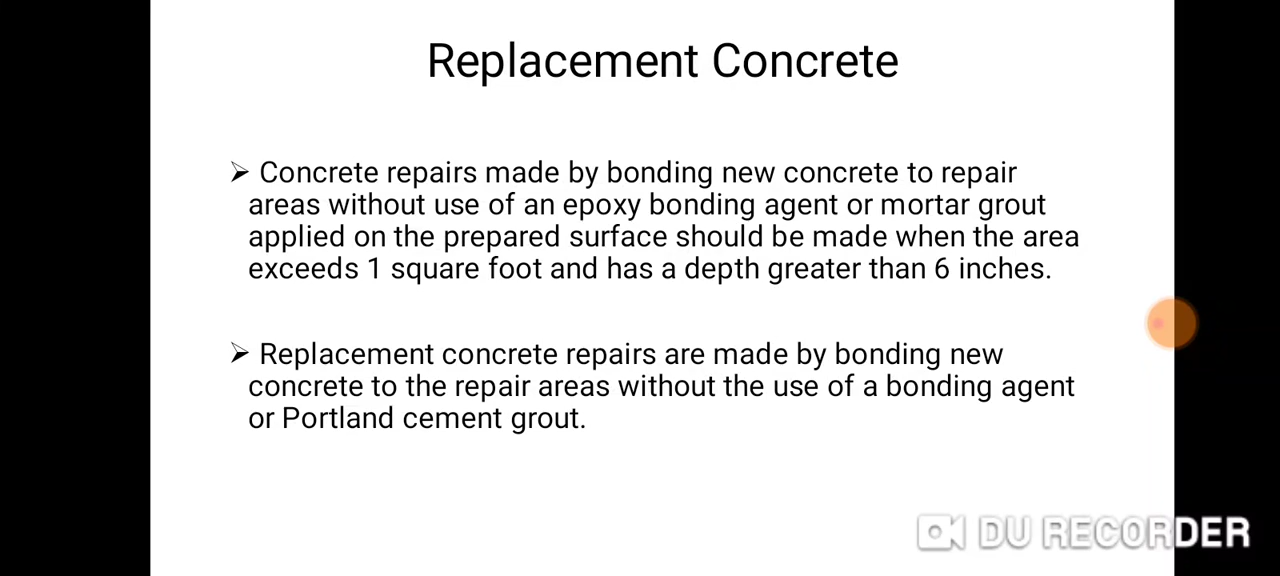 Replacement Concrete
➢ Concrete repairs made by bonding new concrete to repair
areas without use of an epoxy bonding agent or mortar grout
applied on the prepared surface should be made when the area
exceeds 1 square foot and has a depth greater than 6 inches.
➢ Replacement concrete repairs are made by bonding new
concrete to the repair areas without the use of a bonding agent
or Portland cement grout.
DU RECORDER